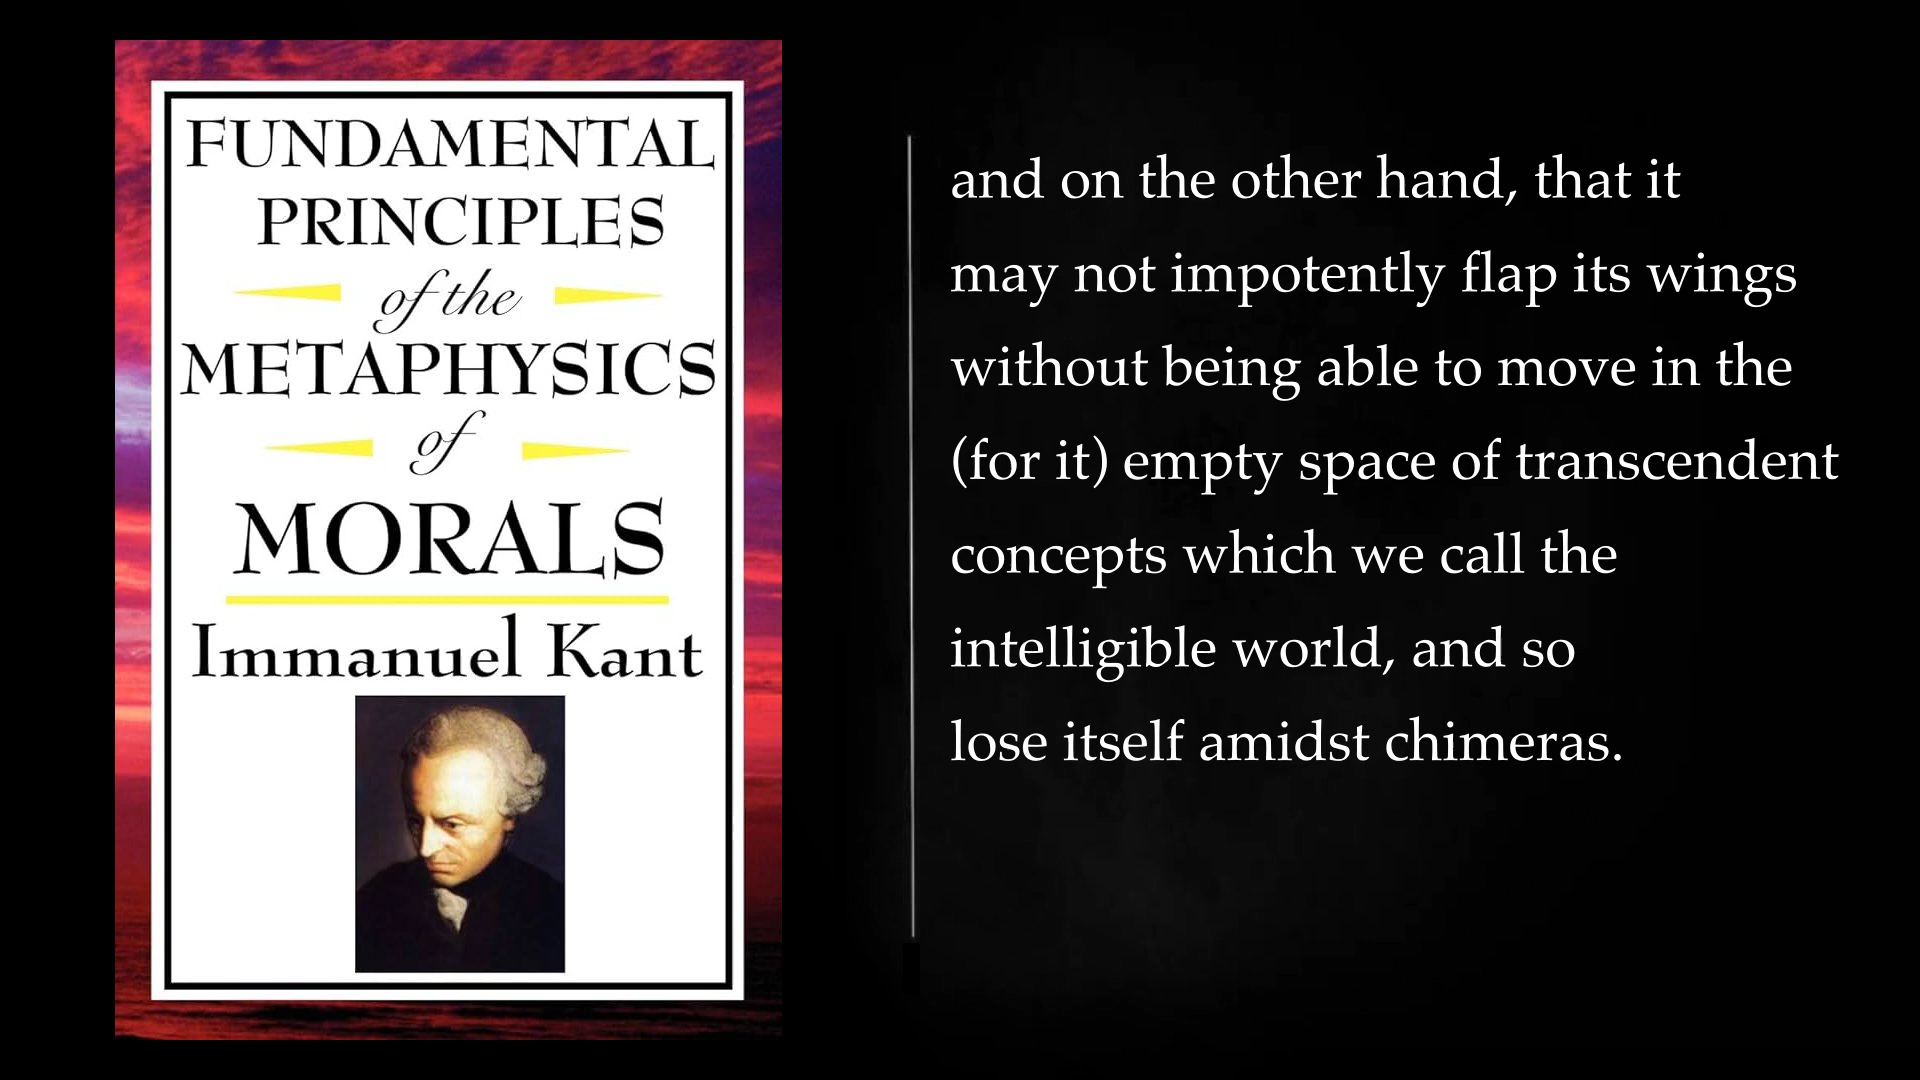 FUNDAMENTAL
PRINCIPLES
of the
METAPHYSICS
of
MORALS
Immanuel Kant
and on the other hand, that it
may not impotently flap its wings
without being able to move in the
(for it) empty space of transcendent
concepts which we call the
intelligible world, and so
lose itself amidst chimeras.